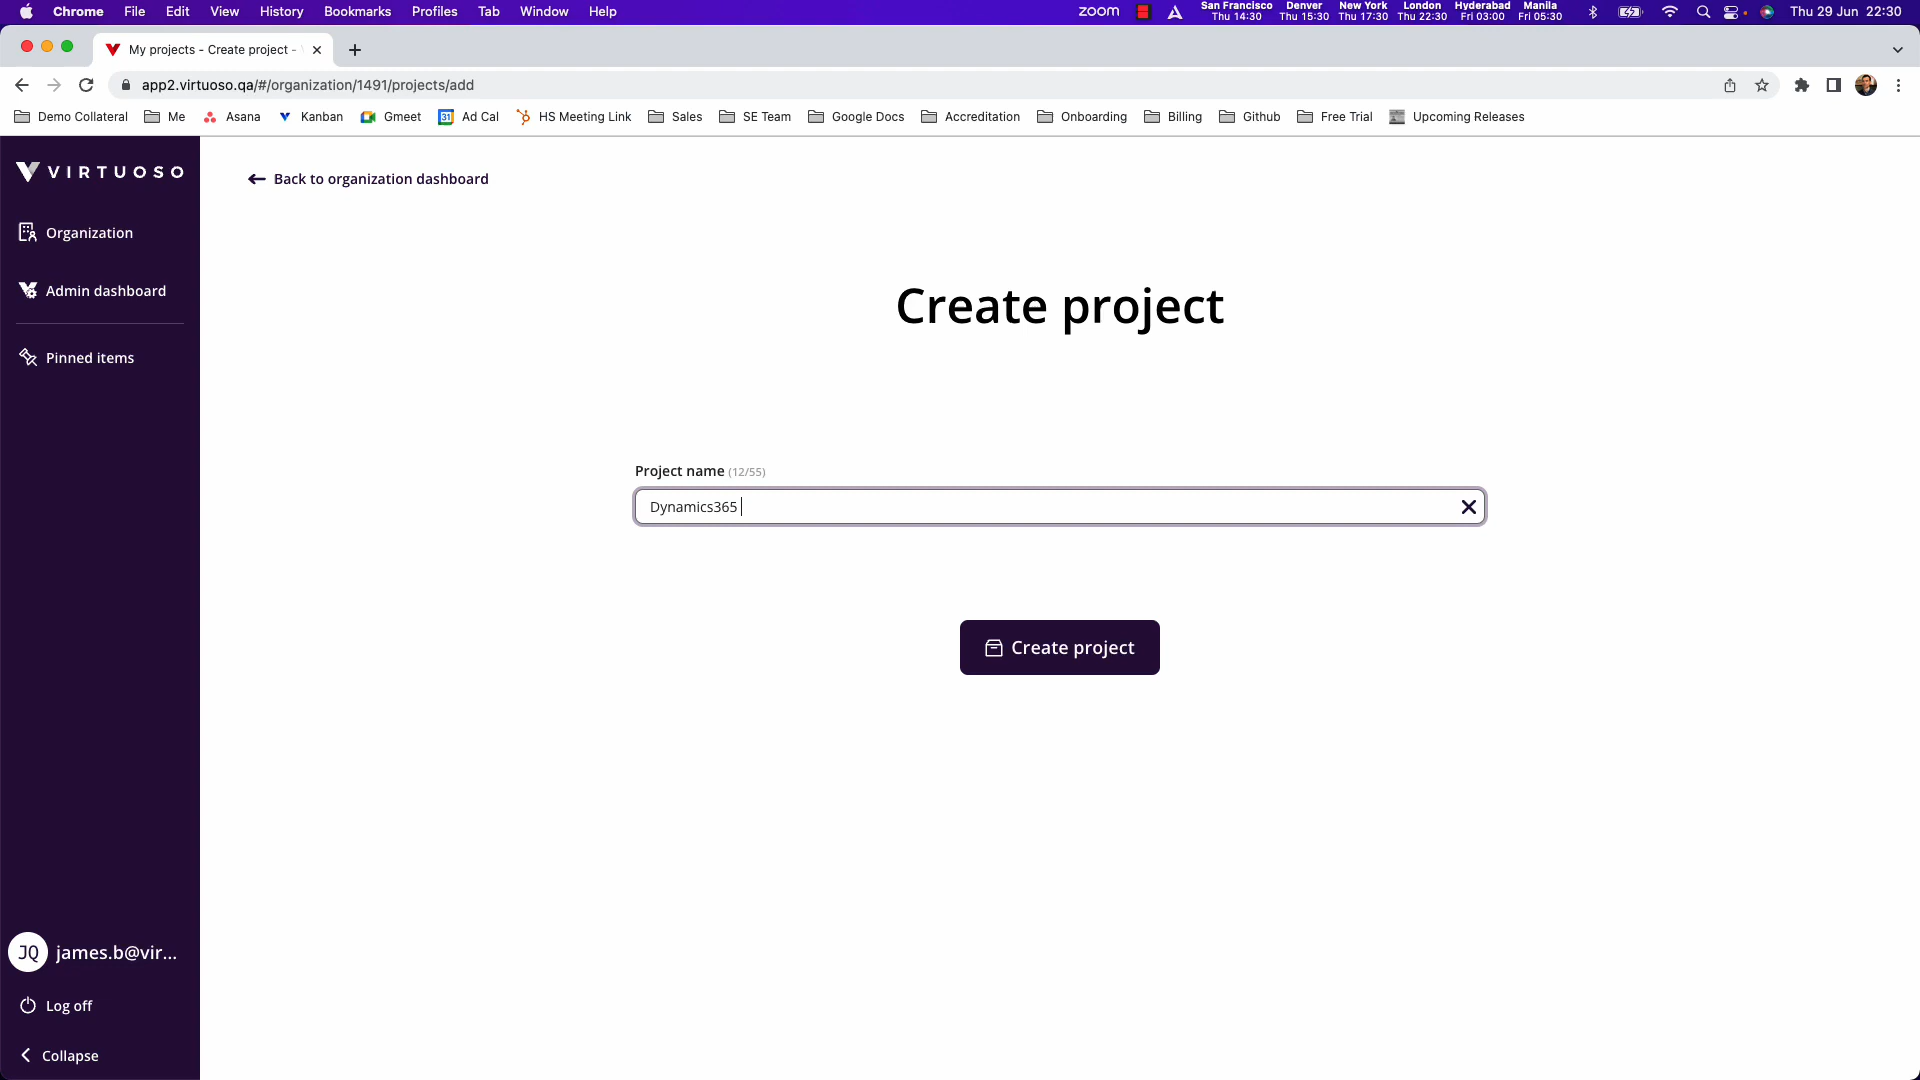 Chrome File Edit View History Bookmarks Profiles Tab Window Help
zoom
San Francisco Denver New York London Hyderabad Manila
Thu 14:30 Thu 15:30 Thu 17:30 Thu 22:30 Fri 03:00 Fri 05:30
Thu 29 Jun 22:30
My projects - Create project -
app2.virtuoso.qa/#/organization/1491/projects/add
Demo Collateral Me Asana Kanban Gmeet 31 Ad Cal HS Meeting Link Sales SE Team Google Docs Accreditation Onboarding Billing Github Free Trial Upcoming Releases
VIRTUOSO
Organization
Admin dashboard
Pinned items
Back to organization dashboard
Create project
Project name (12/55)
Dynamics365
Create project
JQ james.b@vir...
Log off
Collapse